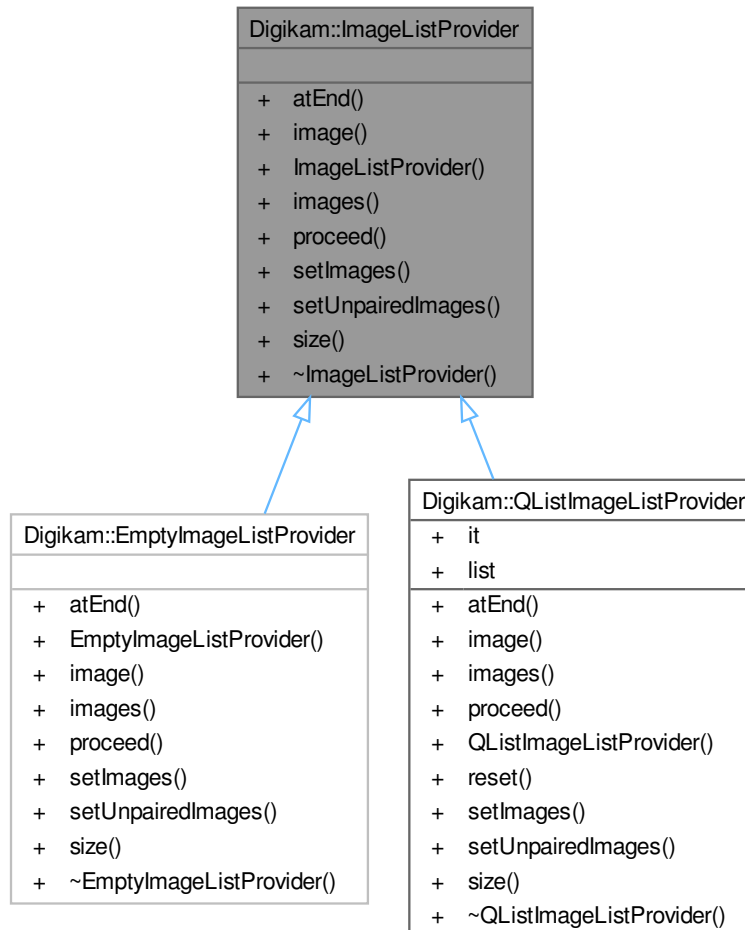 Digikam::ImageListProvider
+ atEnd()
+ image()
+ ImageListProvider()
+ images()
+ proceed()
+ setImages()
+ setUnpairedImages()
+ size()
+ ~ImageListProvider()
Digikam::EmptyImageListProvider
+ atEnd()
+ EmptyImageListProvider()
+ image()
+ images()
+ proceed()
+ setImages()
+ setUnpairedImages()
+ size()
+ ~EmptyImageListProvider()
Digikam::QListImageListProvider
+ it
+ list
+ atEnd()
+ image()
+ images()
+ proceed()
+ QListImageListProvider()
+ reset()
+ setImages()
+ setUnpairedImages()
+ size()
+ ~QListImageListProvider()